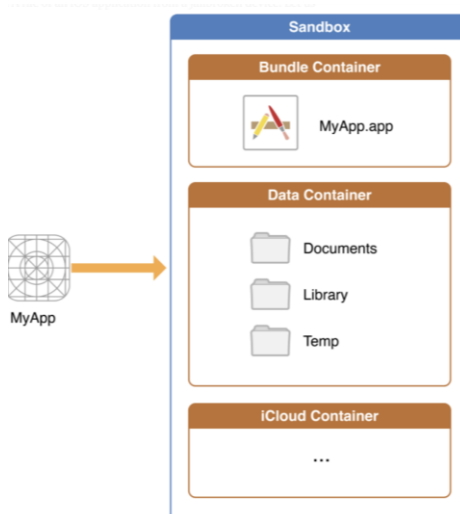 Sandbox
Bundle Container
MyApp.app
Data Container
Documents
Library
Temp
MyApp
iCloud Container
...